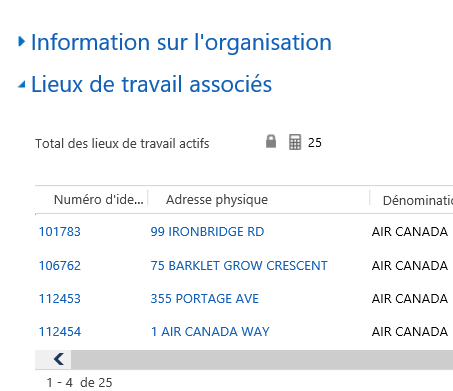 Information sur l'organisation
Lieux de travail associés
Total des lieux de travail actifs 25
Numéro d'ide... Adresse physique Dénominatio
101783 99 IRONBRIDGE RD AIR CANADA
106762 75 BARKLET GROW CRESCENT AIR CANADA
112453 355 PORTAGE AVE AIR CANADA
112454 1 AIR CANADA WAY AIR CANADA
1 - 4 de 25